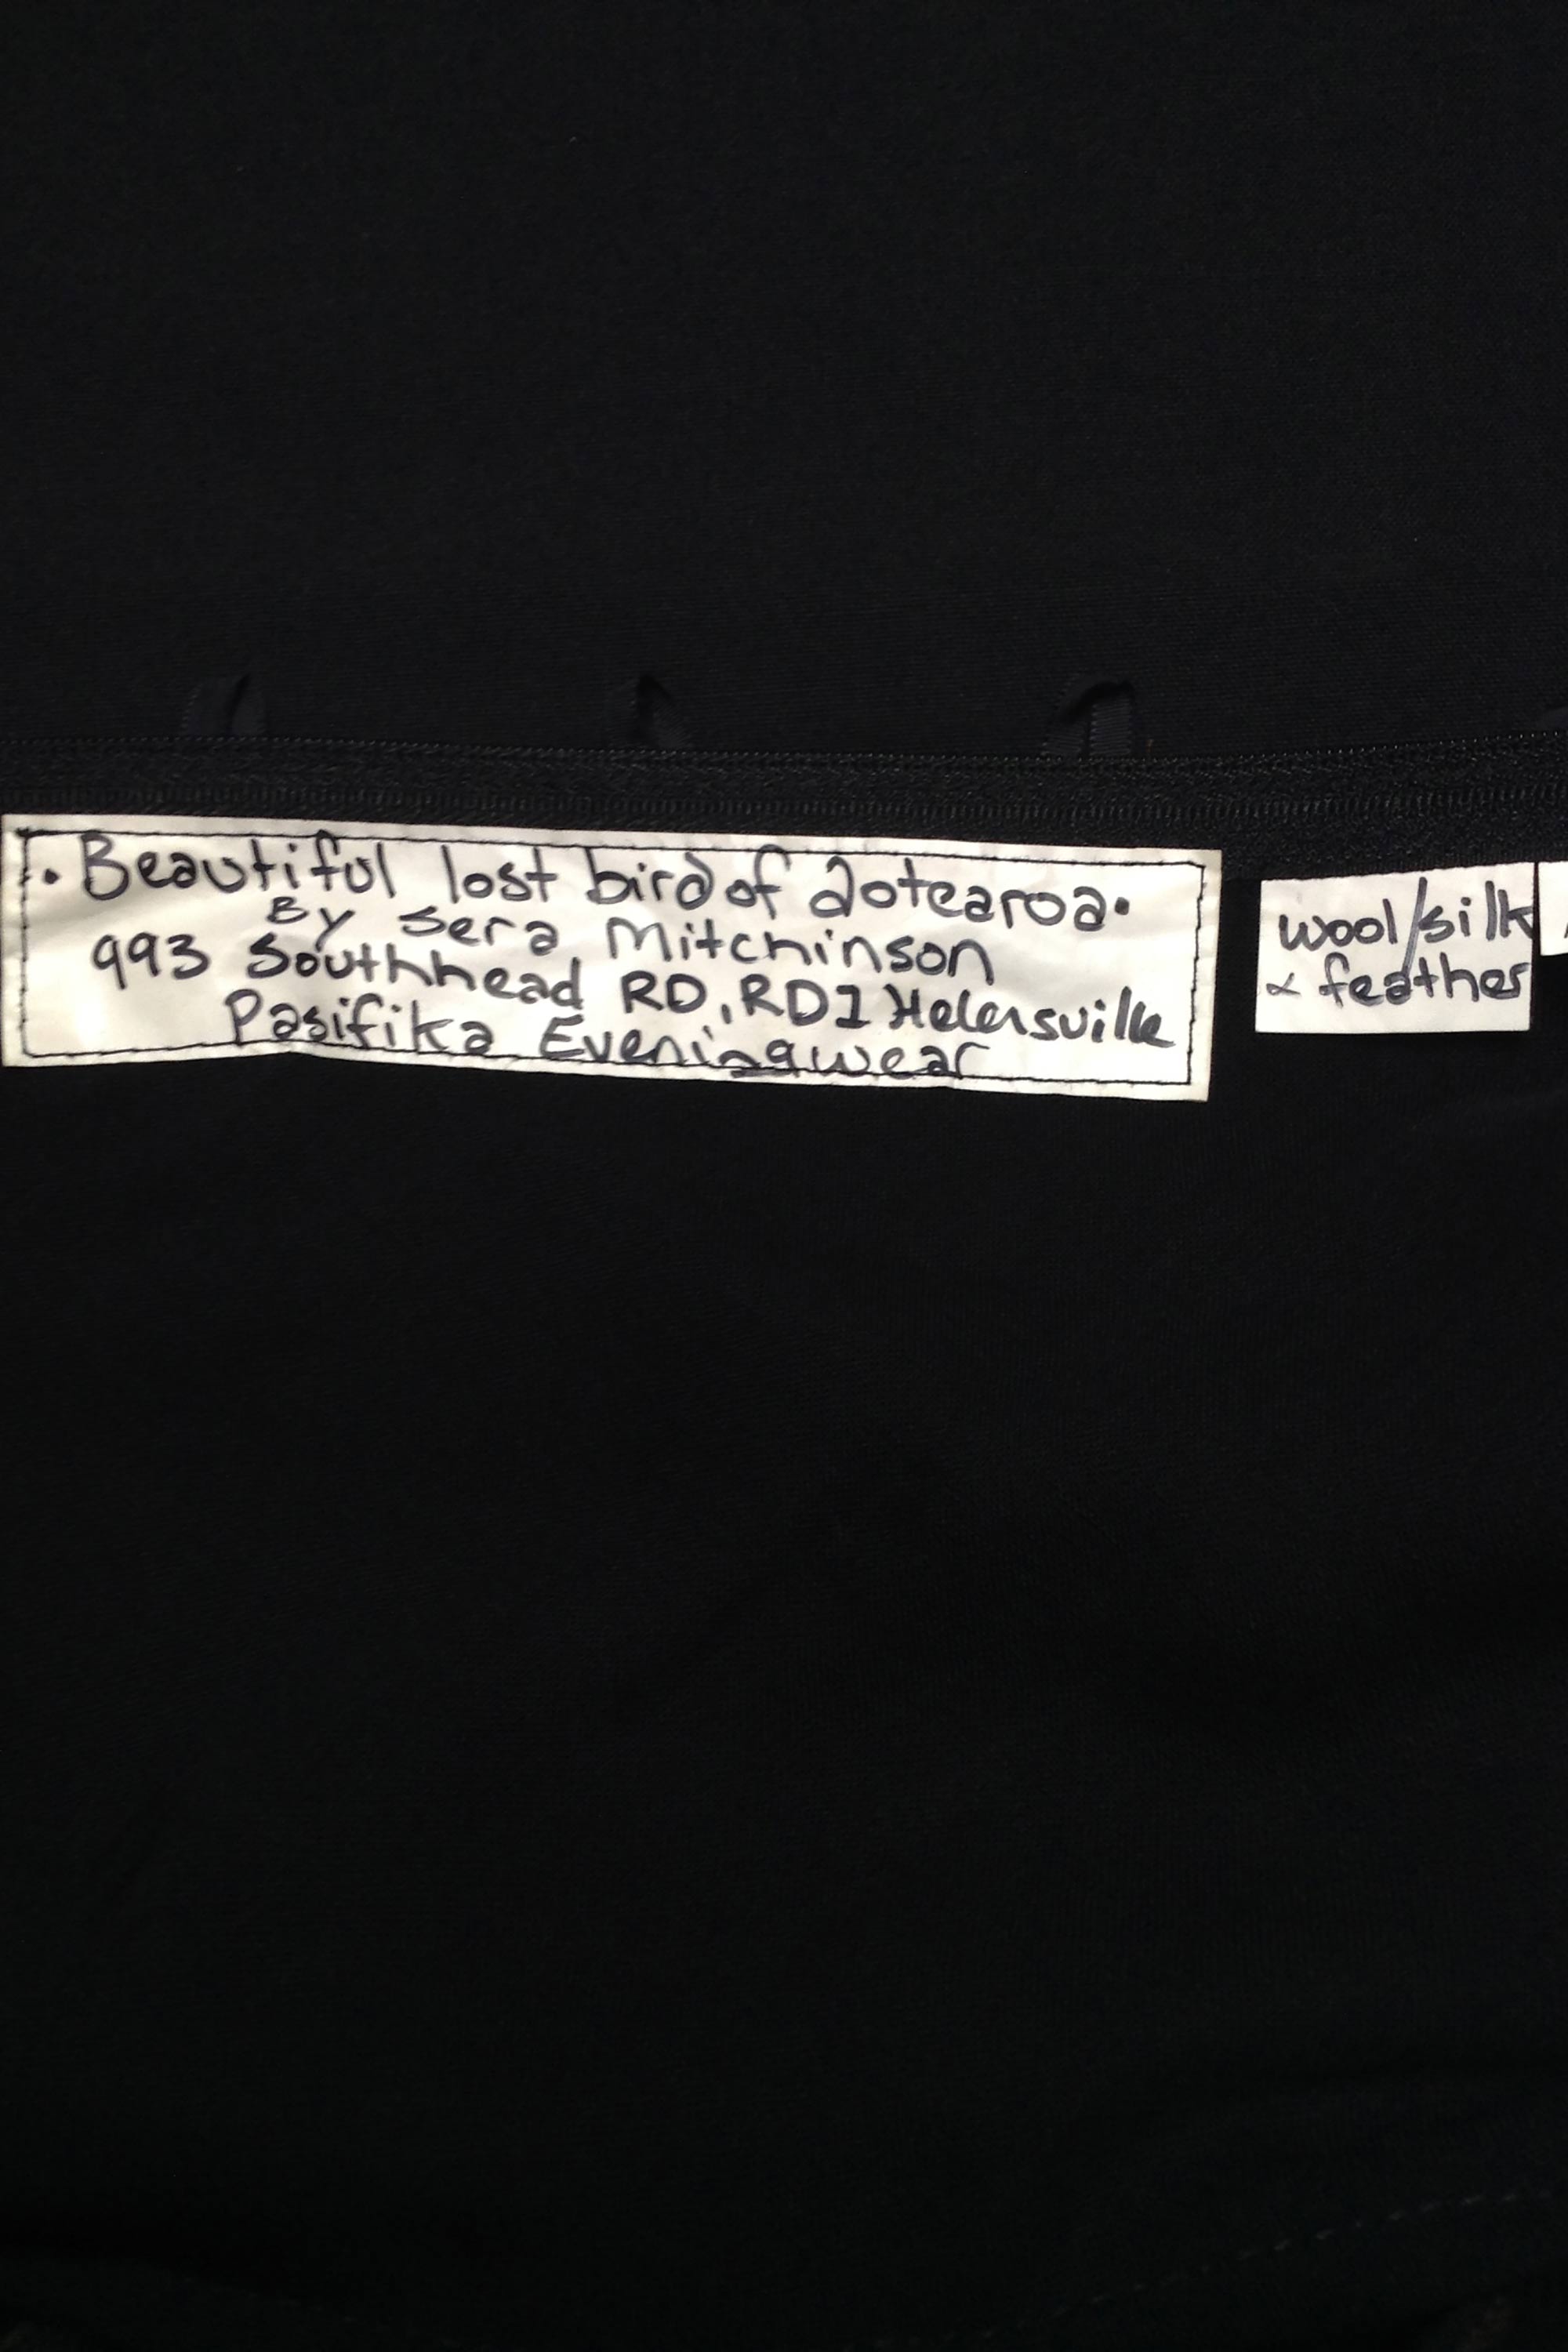 • Beautiful lost bird of aotearoa •
By Sera Mitchinson
993 Southhead RD, RD1 Helensville
Pasifika Eveningwear
wool/silk
& feather